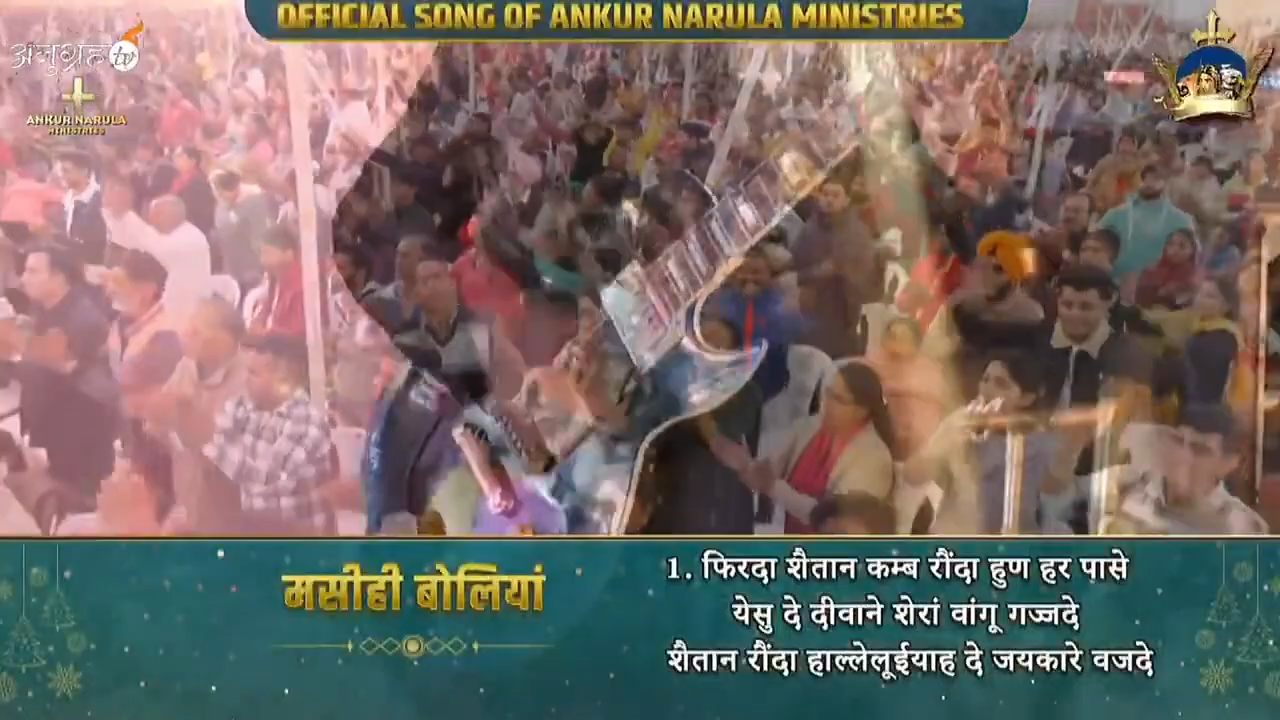 OFFICIAL SONG OF ANKUR NARULA MINISTRIES
अनुग्रह tv
ANKUR NARULA
MINISTRIES
मसीही बोलियां
1. फिरदा शैतान कम्ब रौंदा हुण हर पासे
येसु दे दीवाने शेरां वांगू गज्जदे
शैतान रौंदा हाल्लेलूईयाह दे जयकारे वजदे